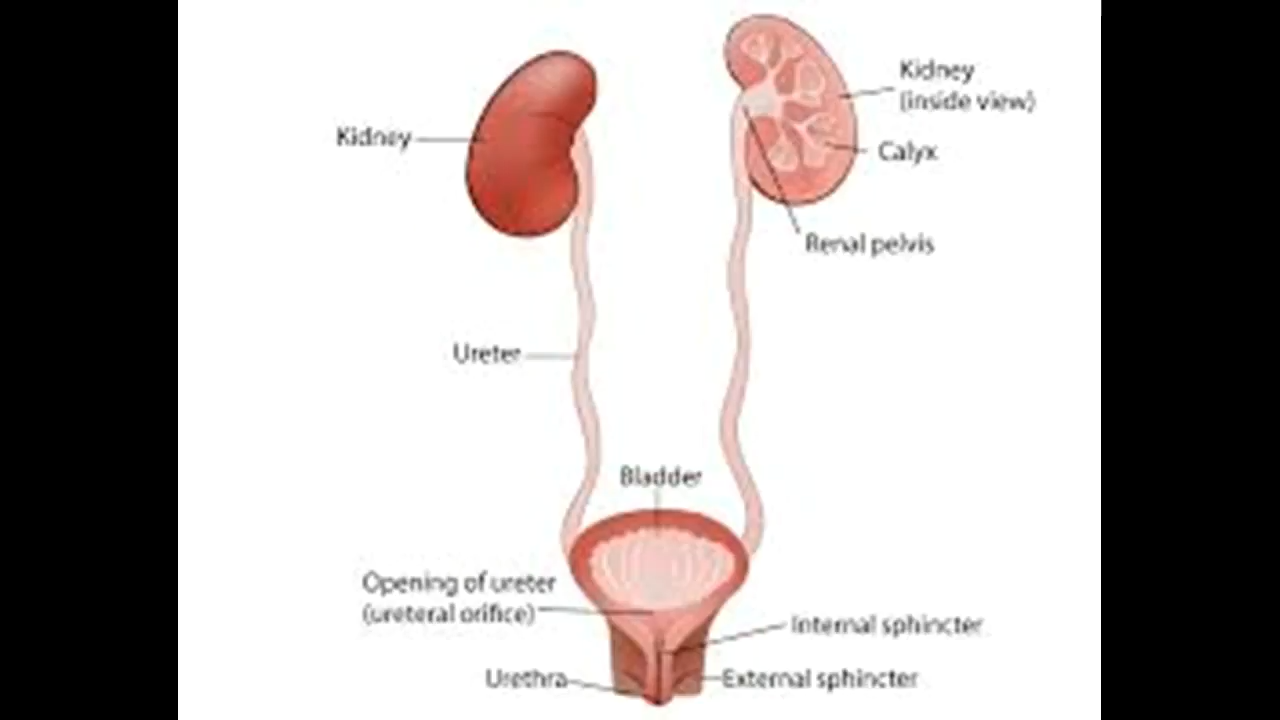 Kidney
(inside view)
Kidney
Calyx
Renal pelvis
Ureter
Bladder
Opening of ureter
(ureteral orifice)
Internal sphincter
Urethra
External sphincter